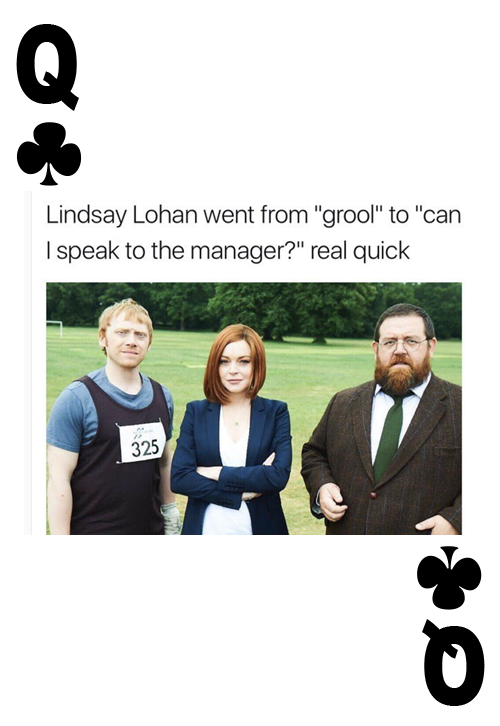 Q
Lindsay Lohan went from "grool" to "can
I speak to the manager?" real quick
325
Q